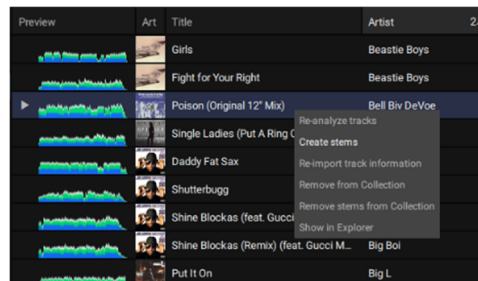 Preview Art Title Artist 2
Girls Beastie Boys
Fight for Your Right Beastie Boys
Poison (Original 12" Mix) Bell Biv DeVoe
Re-analyze tracks
Single Ladies (Put A Ring
Create stems
Daddy Fat Sax
Re-import track information
Shutterbugg
Remove from Collection
Shine Blockas (feat. Gucci
Remove stems from Collection
Show in Explorer
Shine Blockas (Remix) (feat. Gucci M... Big Boi
Put It On Big L